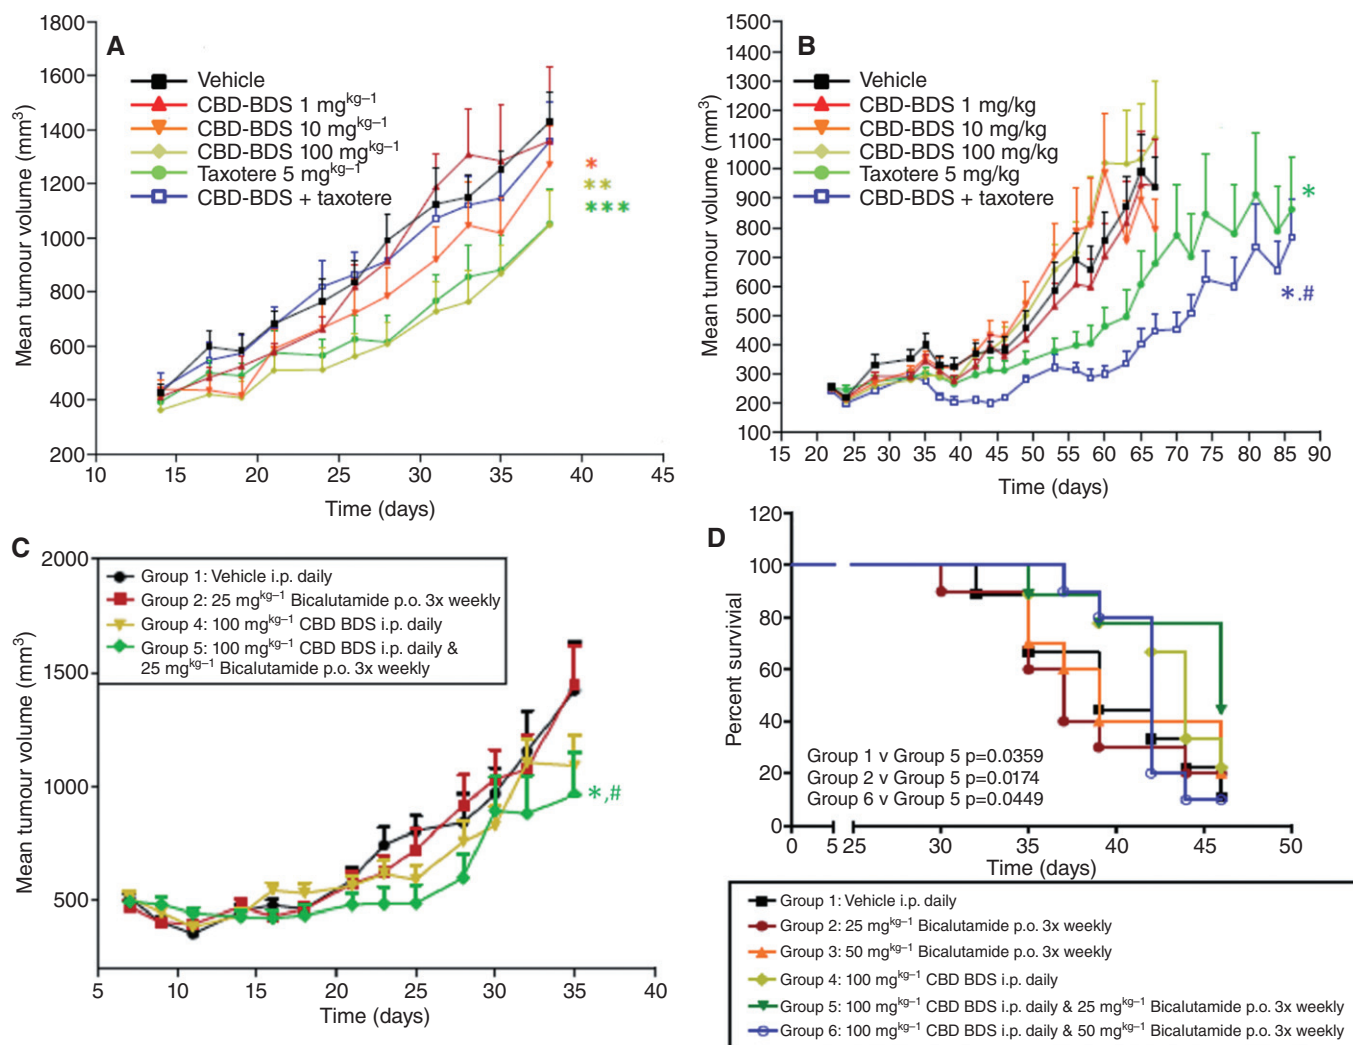 A
1800
1600
1400
1200
1000
800
600
400
200
10 15 20 25 30 35 40 45
Mean tumour volume (mm3)
Time (days)
Vehicle
CBD-BDS 1 mgkg–1
CBD-BDS 10 mgkg–1
CBD-BDS 100 mgkg–1
Taxotere 5 mgkg–1
CBD-BDS + taxotere
*
**
***
B
1500
1400
1300
1200
1100
1000
900
800
700
600
500
400
300
200
100
15 20 25 30 35 40 45 50 55 60 65 70 75 80 85 90
Mean tumour volume (mm3)
Time (days)
Vehicle
CBD-BDS 1 mg/kg
CBD-BDS 10 mg/kg
CBD-BDS 100 mg/kg
Taxotere 5 mg/kg
CBD-BDS + taxotere
*
*.#
C
2000
1500
1000
500
5 10 15 20 25 30 35 40
Mean tumour volume (mm3)
Time (days)
Group 1: Vehicle i.p. daily
Group 2: 25 mgkg–1 Bicalutamide p.o. 3x weekly
Group 4: 100 mgkg–1 CBD BDS i.p. daily
Group 5: 100 mgkg–1 CBD BDS i.p. daily &
25 mgkg–1 Bicalutamide p.o. 3x weekly
*,#
D
120
100
80
60
40
20
0
0 5 25 30 35 40 45 50
Percent survivial
Time (days)
Group 1 v Group 5 p=0.0359
Group 2 v Group 5 p=0.0174
Group 6 v Group 5 p=0.0449
Group 1: Vehicle i.p. daily
Group 2: 25 mgkg–1 Bicalutamide p.o. 3x weekly
Group 3: 50 mgkg–1 Bicalutamide p.o. 3x weekly
Group 4: 100 mgkg–1 CBD BDS i.p. daily
Group 5: 100 mgkg–1 CBD BDS i.p. daily & 25 mgkg–1 Bicalutamide p.o. 3x weekly
Group 6: 100 mgkg–1 CBD BDS i.p. daily & 50 mgkg–1 Bicalutamide p.o. 3x weekly